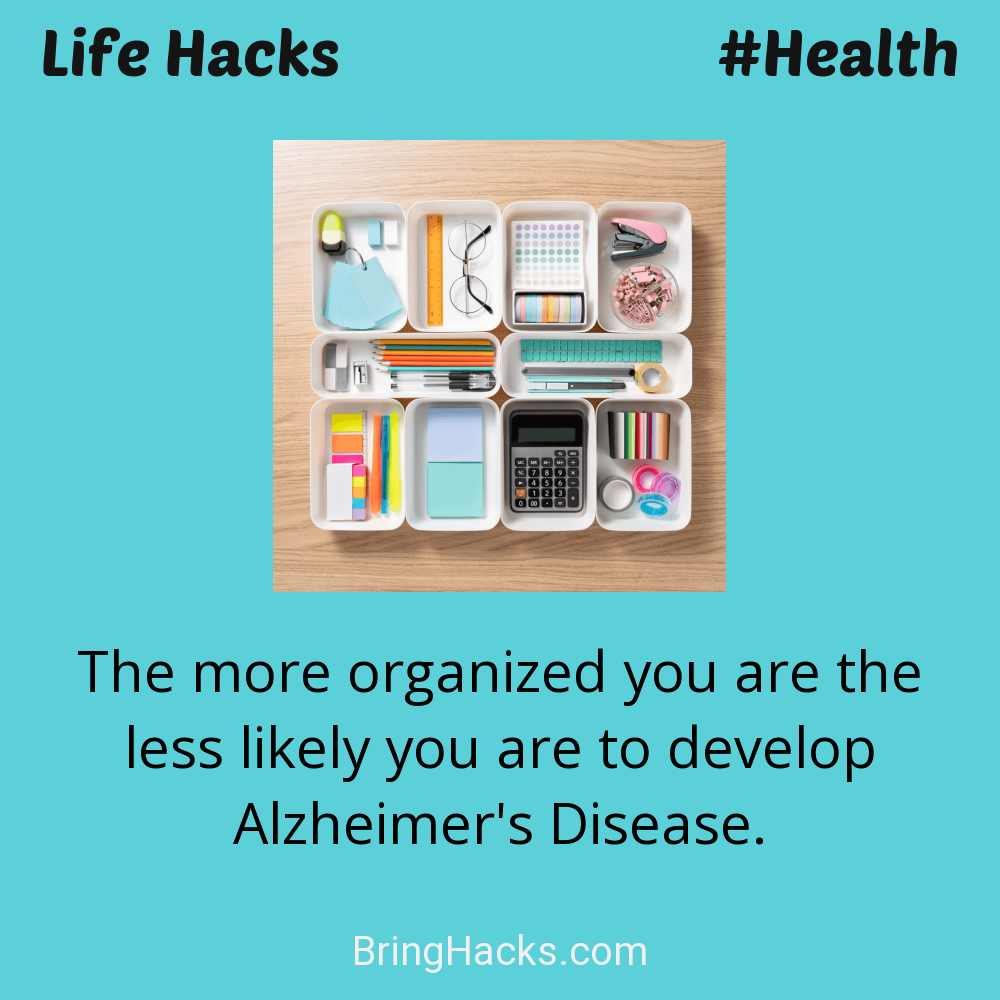 Life Hacks
#Health
The more organized you are the
less likely you are to develop
Alzheimer's Disease.
BringHacks.com